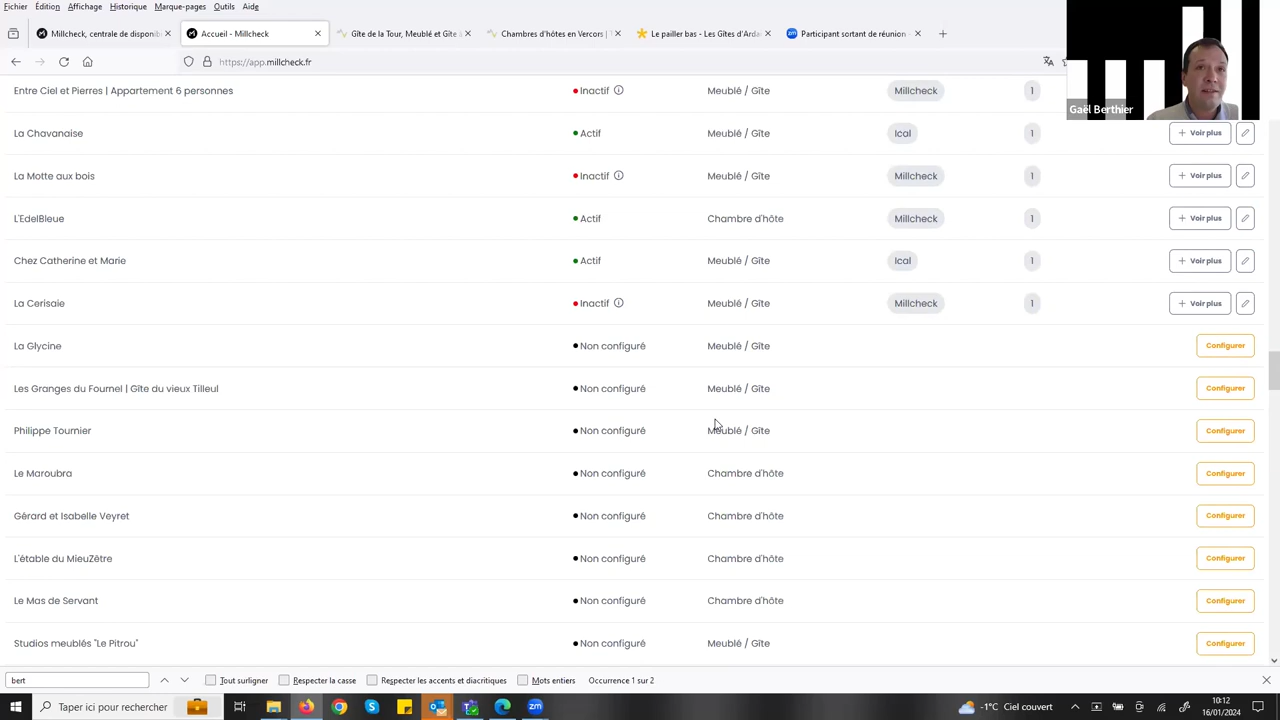 Fichier Édition Affichage Historique Marque-pages Outils Aide
Millcheck, centrale de disponib
Accueil - Millcheck
Gîte de la Tour, Meublé et Gîte à
Chambres d'hôtes en Vercors | T
Le pailler bas - Les Gîtes d'Arda
Participant sortant de réunion -
https://app.millcheck.fr
Gaël Berthier
Entre Ciel et Pierres | Appartement 6 personnes Inactif Meublé / Gîte Millcheck 1
La Chavanaise Actif Meublé / Gîte Ical 1 + Voir plus
La Motte aux bois Inactif Meublé / Gîte Millcheck 1 + Voir plus
L'EdelBleue Actif Chambre d'hôte Millcheck 1 + Voir plus
Chez Catherine et Marie Actif Meublé / Gîte Ical 1 + Voir plus
La Cerisaie Inactif Meublé / Gîte Millcheck 1 + Voir plus
La Glycine Non configuré Meublé / Gîte Configurer
Les Granges du Fournel | Gîte du vieux Tilleul Non configuré Meublé / Gîte Configurer
Philippe Tournier Non configuré Meublé / Gîte Configurer
Le Maroubra Non configuré Chambre d'hôte Configurer
Gérard et Isabelle Veyret Non configuré Chambre d'hôte Configurer
L'étable du MieuZêtre Non configuré Chambre d'hôte Configurer
Le Mas de Servant Non configuré Chambre d'hôte Configurer
Studios meublés "Le Pitrou" Non configuré Meublé / Gîte Configurer
bert Tout surligner Respecter la casse Respecter les accents et diacritiques Mots entiers Occurrence 1 sur 2
Taper ici pour rechercher -1°C Ciel couvert 10:12
16/01/2024